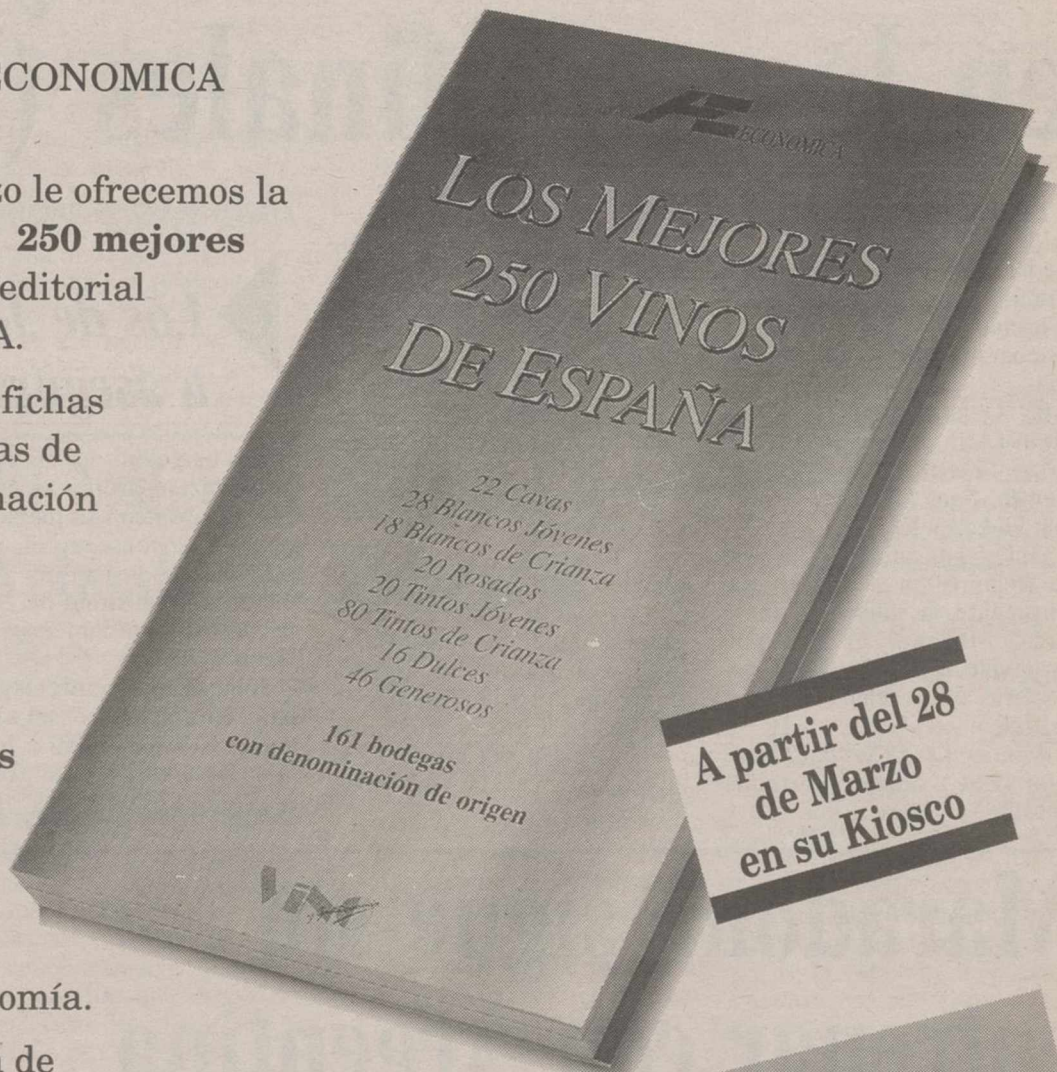 ECONOMICA
zo le ofrecemos la
250 mejores
editorial
A.
fichas
as de
nación
s
omía.
í de
AE
ECONOMICA
LOS MEJORES
250 VINOS
DE ESPAÑA
22 Cavas
28 Blancos Jóvenes
18 Blancos de Crianza
20 Rosados
20 Tintos Jóvenes
80 Tintos de Crianza
16 Dulces
46 Generosos
161 bodegas
con denominación de origen
A partir del 28
de Marzo
en su Kiosco